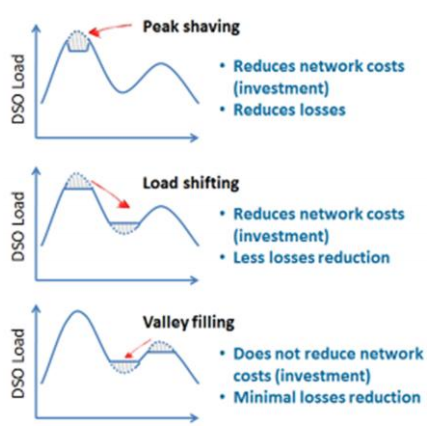 Peak shaving
DSO Load
• Reduces network costs
(investment)
• Reduces losses
Load shifting
DSO Load
• Reduces network costs
(investment)
• Less losses reduction
Valley filling
DSO Load
• Does not reduce network
costs (investment)
• Minimal losses reduction